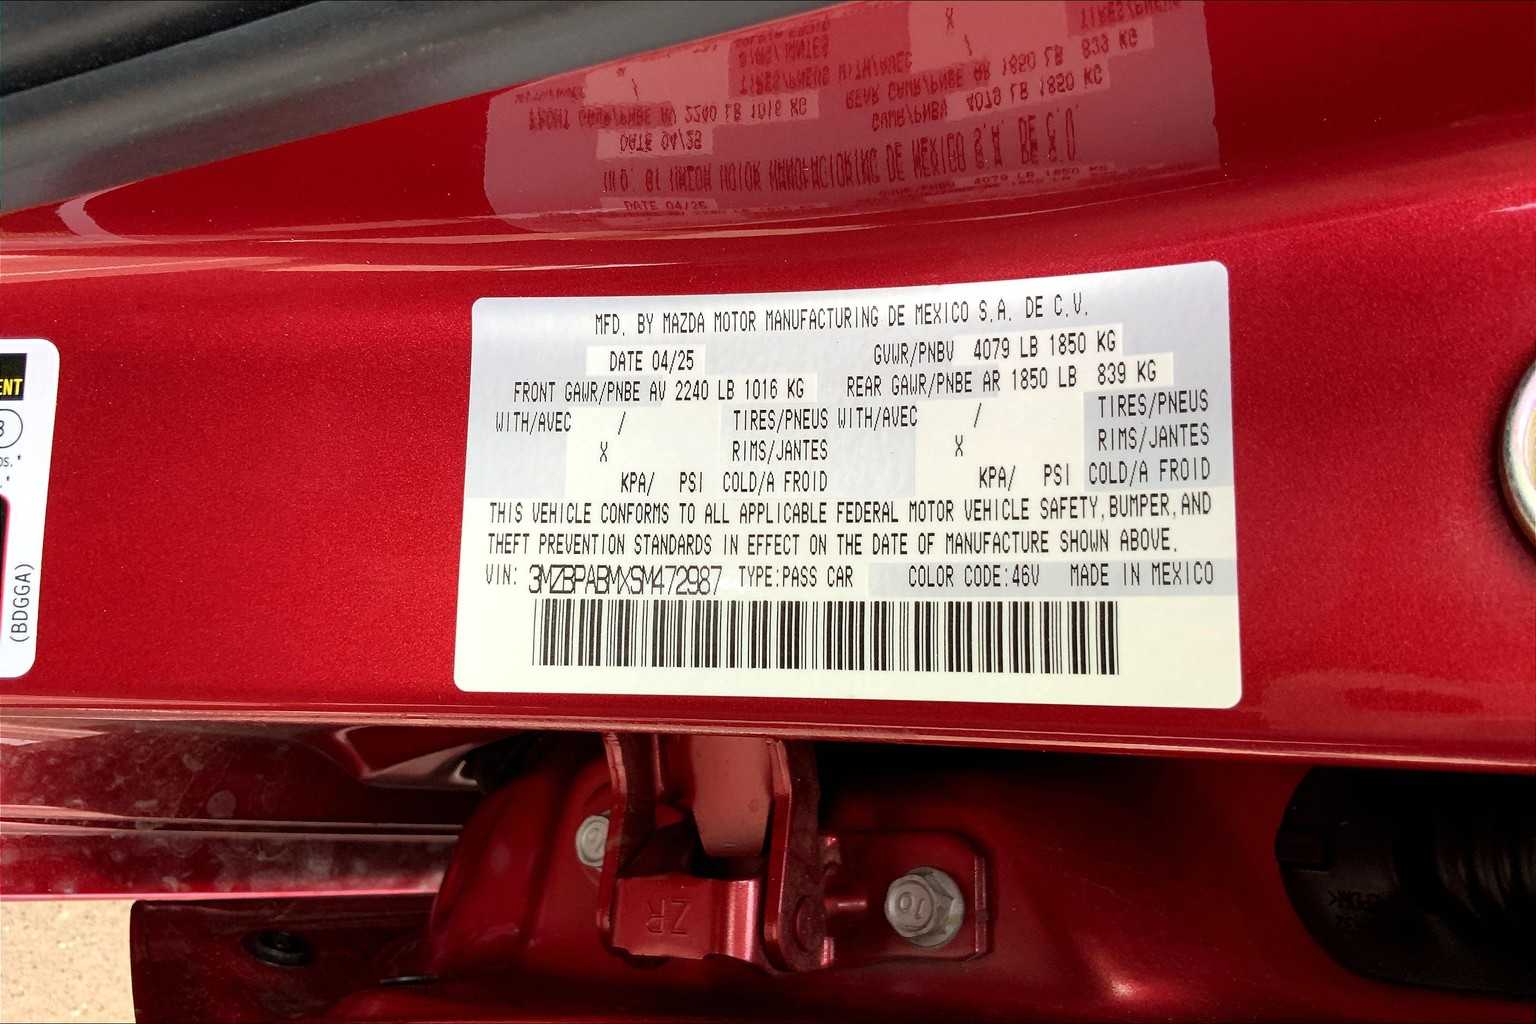 MFD. BY MAZDA MOTOR MANUFACTURING DE MEXICO S.A. DE C.V.
DATE 04/25 GVWR/PNBV 4079 LB 1850 KG
FRONT GAWR/PNBE AV 2240 LB 1016 KG REAR GAWR/PNBE AR 1850 LB 839 KG
WITH/AVEC / TIRES/PNEUS WITH/AVEC / TIRES/PNEUS
X RIMS/JANTES X RIMS/JANTES
KPA/ PSI COLD/A FROID KPA/ PSI COLD/A FROID
THIS VEHICLE CONFORMS TO ALL APPLICABLE FEDERAL MOTOR VEHICLE SAFETY, BUMPER, AND
THEFT PREVENTION STANDARDS IN EFFECT ON THE DATE OF MANUFACTURE SHOWN ABOVE.
VIN: 3MZBPABMXSM472987 TYPE:PASS CAR COLOR CODE:46V MADE IN MEXICO
(BDGGA)
ZR
10